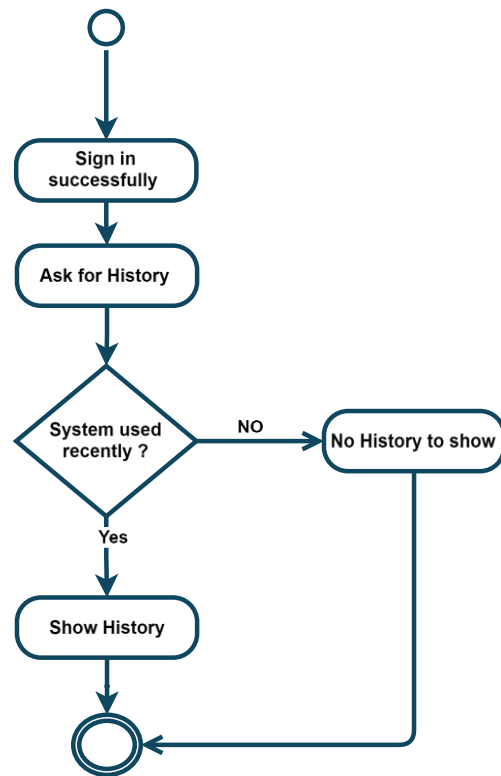 Sign in
successfully
Ask for History
System used
recently ?
NO
No History to show
Yes
Show History